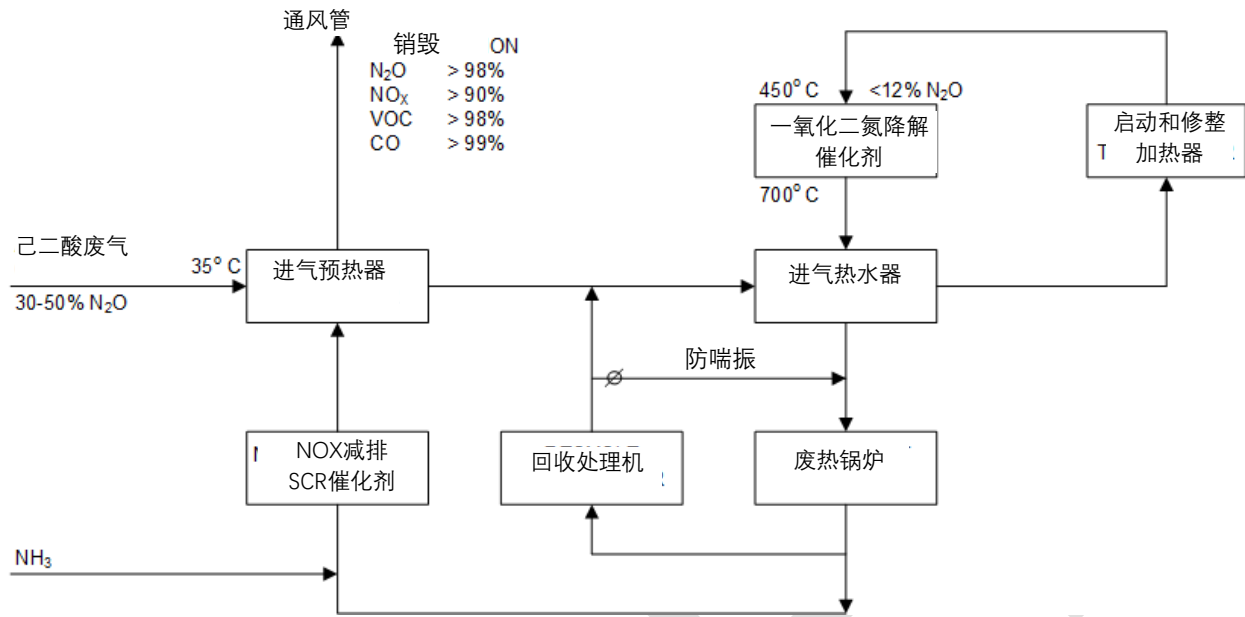 通风管
销毁 ON
N₂O > 98%
NOₓ > 90%
VOC > 98%
CO > 99%
450° C <12% N₂O
一氧化二氮降解
催化剂
700° C
启动和修整
T 加热器
己二酸废气
35° C
30-50% N₂O
进气预热器
进气热水器
防喘振
NOX减排
SCR催化剂
回收处理机
废热锅炉
NH₃